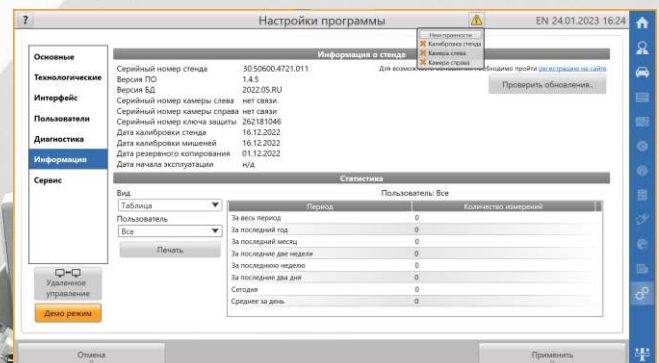 ?
Настройки программы
EN 24.01.2023 16:24
Неисправности
Калибровка стенда
Камера слева
Камера справа
Основные
Технологические
Интерфейс
Пользователи
Диагностика
Информация
Сервис
Удаленное
управление
Демо режим
Информация о стенде
Серийный номер стенда 30.50600.4721.011
Версия ПО 1.4.5
Версия БД 2022.05.RU
Серийный номер камеры слева нет связи
Серийный номер камеры справа нет связи
Серийный номер ключа защиты 262181046
Дата калибровки стенда 16.12.2022
Дата калибровки мишеней 16.12.2022
Дата резервного копирования 01.12.2022
Дата начала эксплуатации н/д
Для возможности обновления необходимо пройти регистрацию на сайте
Проверить обновления..
Статистика
Вид
Таблица
Пользователь
Все
Печать
Пользователь: Все
Период Количество измерений
За весь период 0
За последний год 0
За последний месяц 0
За последние две недели 0
За последнюю неделю 0
За последние два дня 0
Сегодня 0
Среднее за день 0
Отмена
Применить